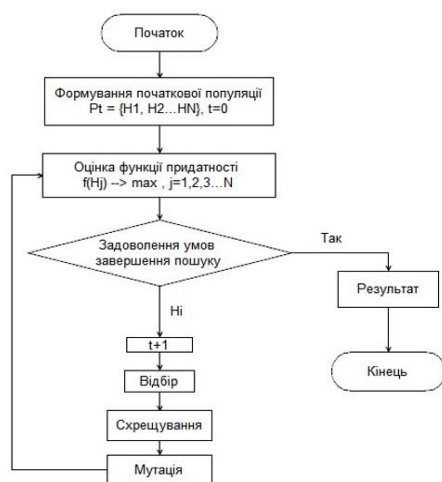 Початок
Формування початкової популяції
Pt = {H1, H2...HN}, t=0
Оцінка функції придатності
f(Hj) --> max , j=1,2,3...N
Задоволення умов
завершення пошуку
Так
Результат
Кінець
Ні
t+1
Відбір
Схрещування
Мутація